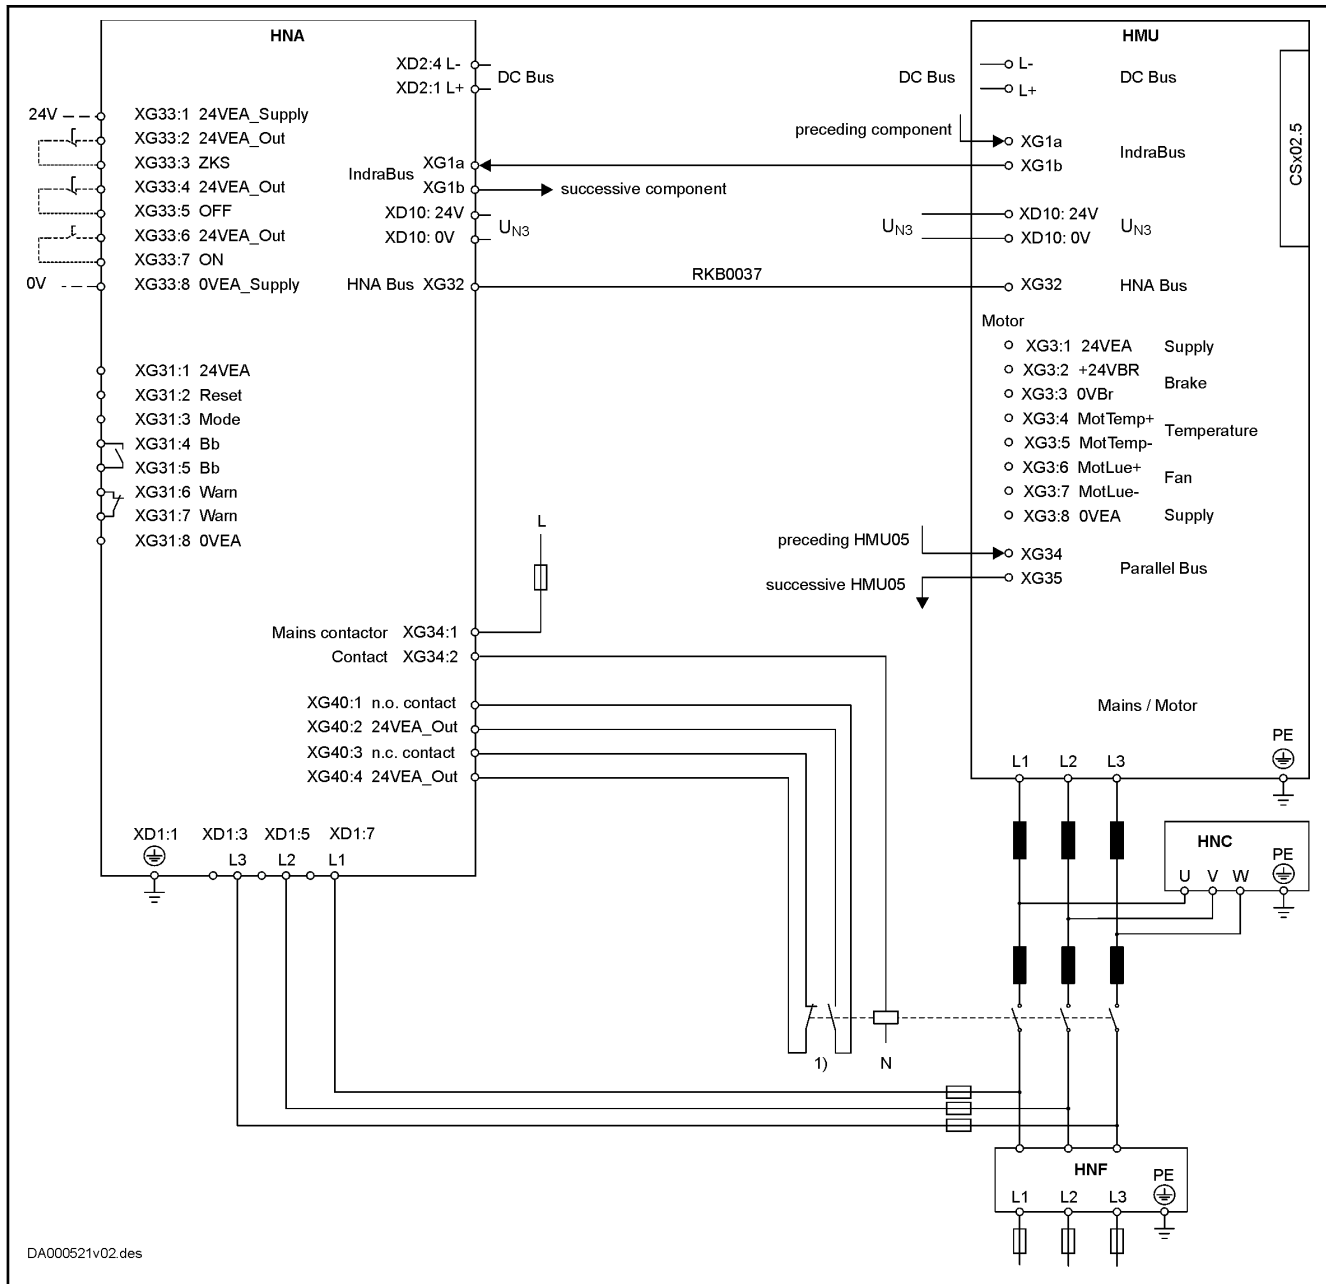 HNA
XD2:4 L-
XD2:1 L+
DC Bus
24V
XG33:1 24VEA_Supply
XG33:2 24VEA_Out
XG33:3 ZKS
XG33:4 24VEA_Out
XG33:5 OFF
XG33:6 24VEA_Out
XG33:7 ON
0V
XG33:8 0VEA_Supply
IndraBus
XG1a
XG1b
successive component
XD10: 24V
XD10: 0V
UN3
HNA Bus XG32
RKB0037
XG31:1 24VEA
XG31:2 Reset
XG31:3 Mode
XG31:4 Bb
XG31:5 Bb
XG31:6 Warn
XG31:7 Warn
XG31:8 0VEA
L
Mains contactor XG34:1
Contact XG34:2
XG40:1 n.o. contact
XG40:2 24VEA_Out
XG40:3 n.c. contact
XG40:4 24VEA_Out
XD1:1 XD1:3 XD1:5 XD1:7
L3 L2 L1
HMU
CSx02.5
DC Bus
L-
L+
DC Bus
preceding component
XG1a
XG1b
IndraBus
UN3
XD10: 24V
XD10: 0V
UN3
XG32
HNA Bus
Motor
XG3:1 24VEA Supply
XG3:2 +24VBR
XG3:3 0VBr
Brake
XG3:4 MotTemp+
XG3:5 MotTemp-
Temperature
XG3:6 MotLue+
XG3:7 MotLue-
Fan
XG3:8 0VEA Supply
preceding HMU05
XG34
successive HMU05
XG35
Parallel Bus
Mains / Motor
PE
L1 L2 L3
HNC
PE
U V W
1)
N
HNF
PE
L1 L2 L3
DA000521v02.des